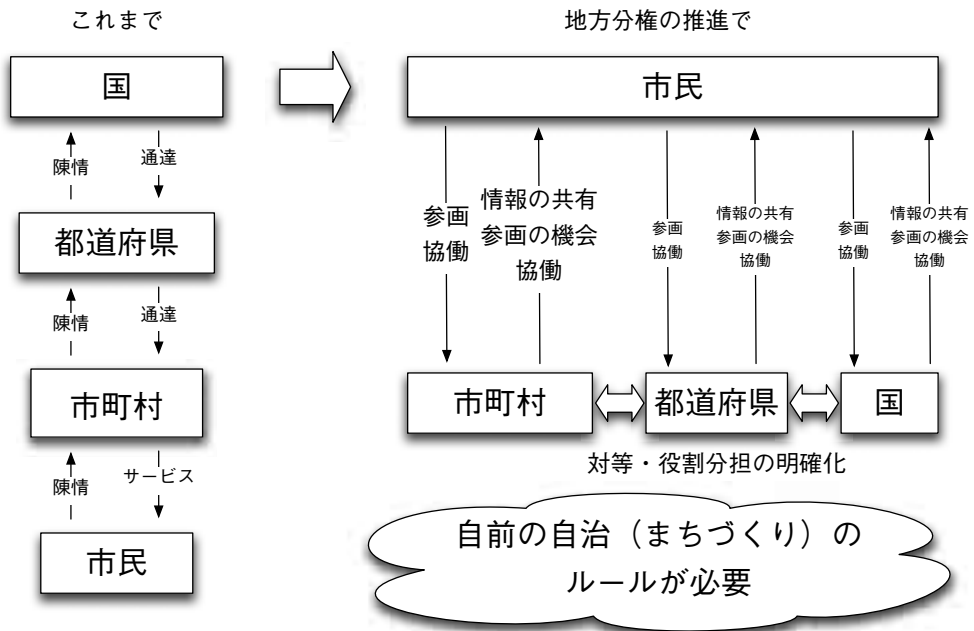 これまで
国
陳情
通達
都道府県
陳情
通達
市町村
陳情
サービス
市民
地方分権の推進で
市民
参画
協働
情報の共有
参画の機会
協働
参画
協働
情報の共有
参画の機会
協働
参画
協働
情報の共有
参画の機会
協働
市町村
都道府県
国
対等・役割分担の明確化
自前の自治（まちづくり）の
ルールが必要